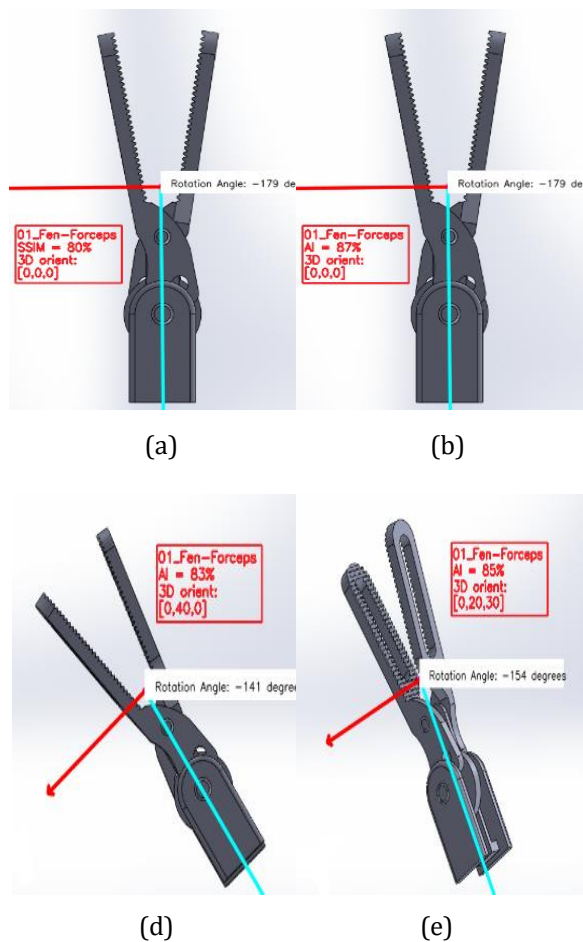 Rotation Angle: -179 de
01_Fen-Forceps
SSIM = 80%
3D orient:
[0,0,0]
(a)
Rotation Angle: -179 de
01_Fen-Forceps
AI = 87%
3D orient:
[0,0,0]
(b)
01_Fen-Forceps
AI = 83%
3D orient:
[0,40,0]
Rotation Angle: -141 degrees
(d)
01_Fen-Forceps
AI = 85%
3D orient:
[0,20,30]
Rotation Angle: -154 degrees
(e)